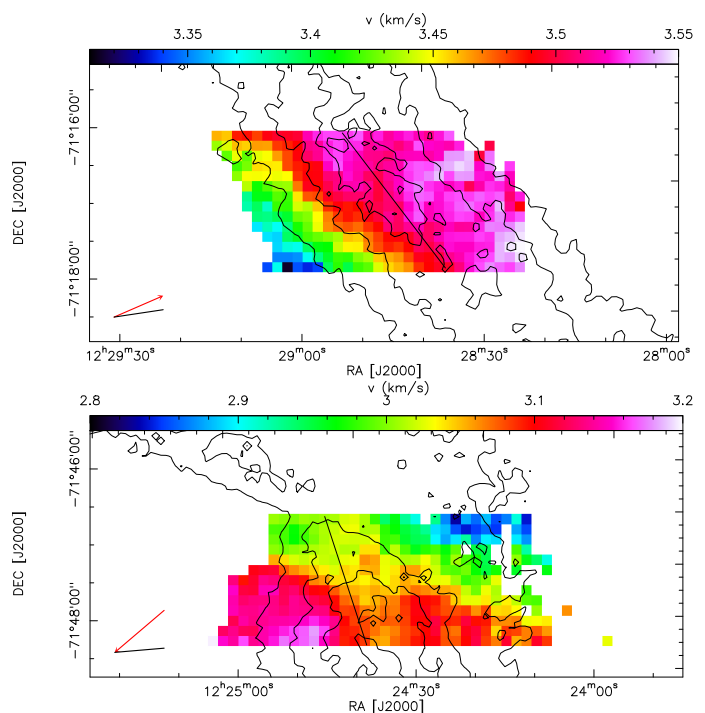 v (km/s)
3.35 3.4 3.45 3.5 3.55
DEC [J2000]
−71°16'00"
−71°18'00"
12ʰ29ᵐ30ˢ 29ᵐ00ˢ 28ᵐ30ˢ 28ᵐ00ˢ
RA [J2000]
v (km/s)
2.8 2.9 3 3.1 3.2
DEC [J2000]
−71°46'00"
−71°48'00"
12ʰ25ᵐ00ˢ 24ᵐ30ˢ 24ᵐ00ˢ
RA [J2000]